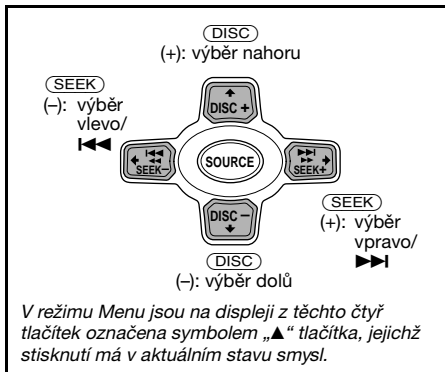 DISC
(+): výběr nahoru
SEEK
(–): výběr
vlevo/
DISC +
SEEK–
SOURCE
SEEK+
DISC –
SEEK
(+): výběr
vpravo/
DISC
(–): výběr dolů
V režimu Menu jsou na displeji z těchto čtyř
tlačítek označena symbolem „▲“ tlačítka, jejichž
stisknutí má v aktuálním stavu smysl.